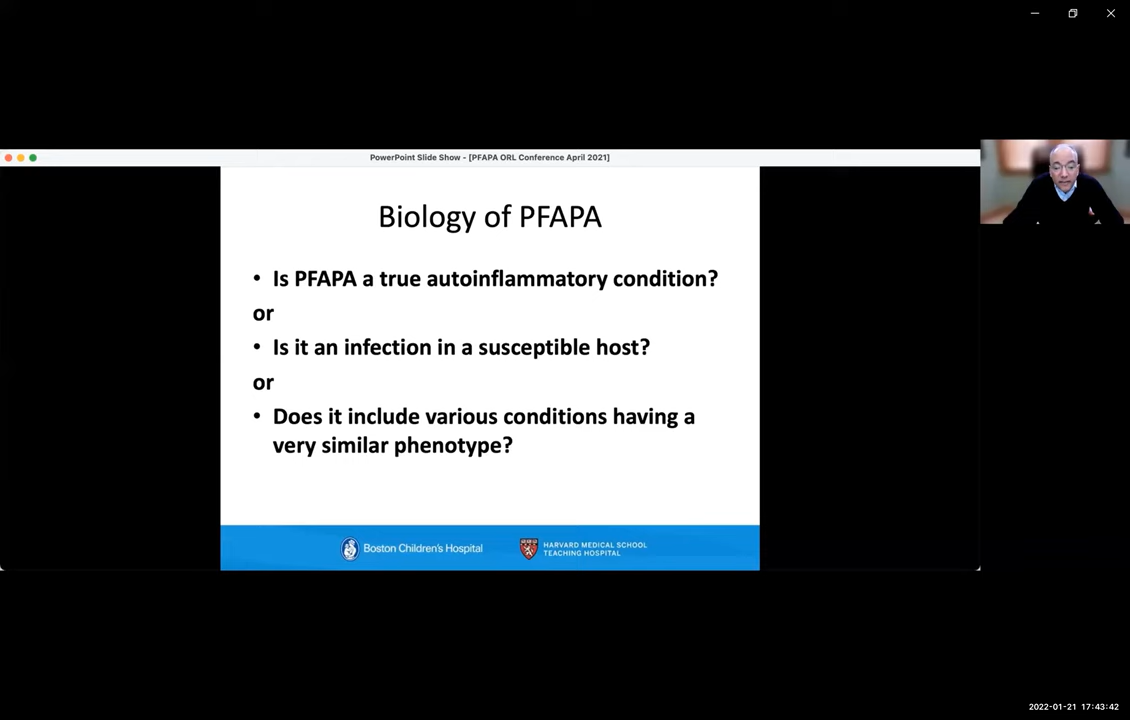 PowerPoint Slide Show - [PFAPA ORL Conference April 2021]
Biology of PFAPA
• Is PFAPA a true autoinflammatory condition?
or
• Is it an infection in a susceptible host?
or
• Does it include various conditions having a
very similar phenotype?
Boston Children's Hospital
HARVARD MEDICAL SCHOOL
TEACHING HOSPITAL
2022-01-21 17:43:42